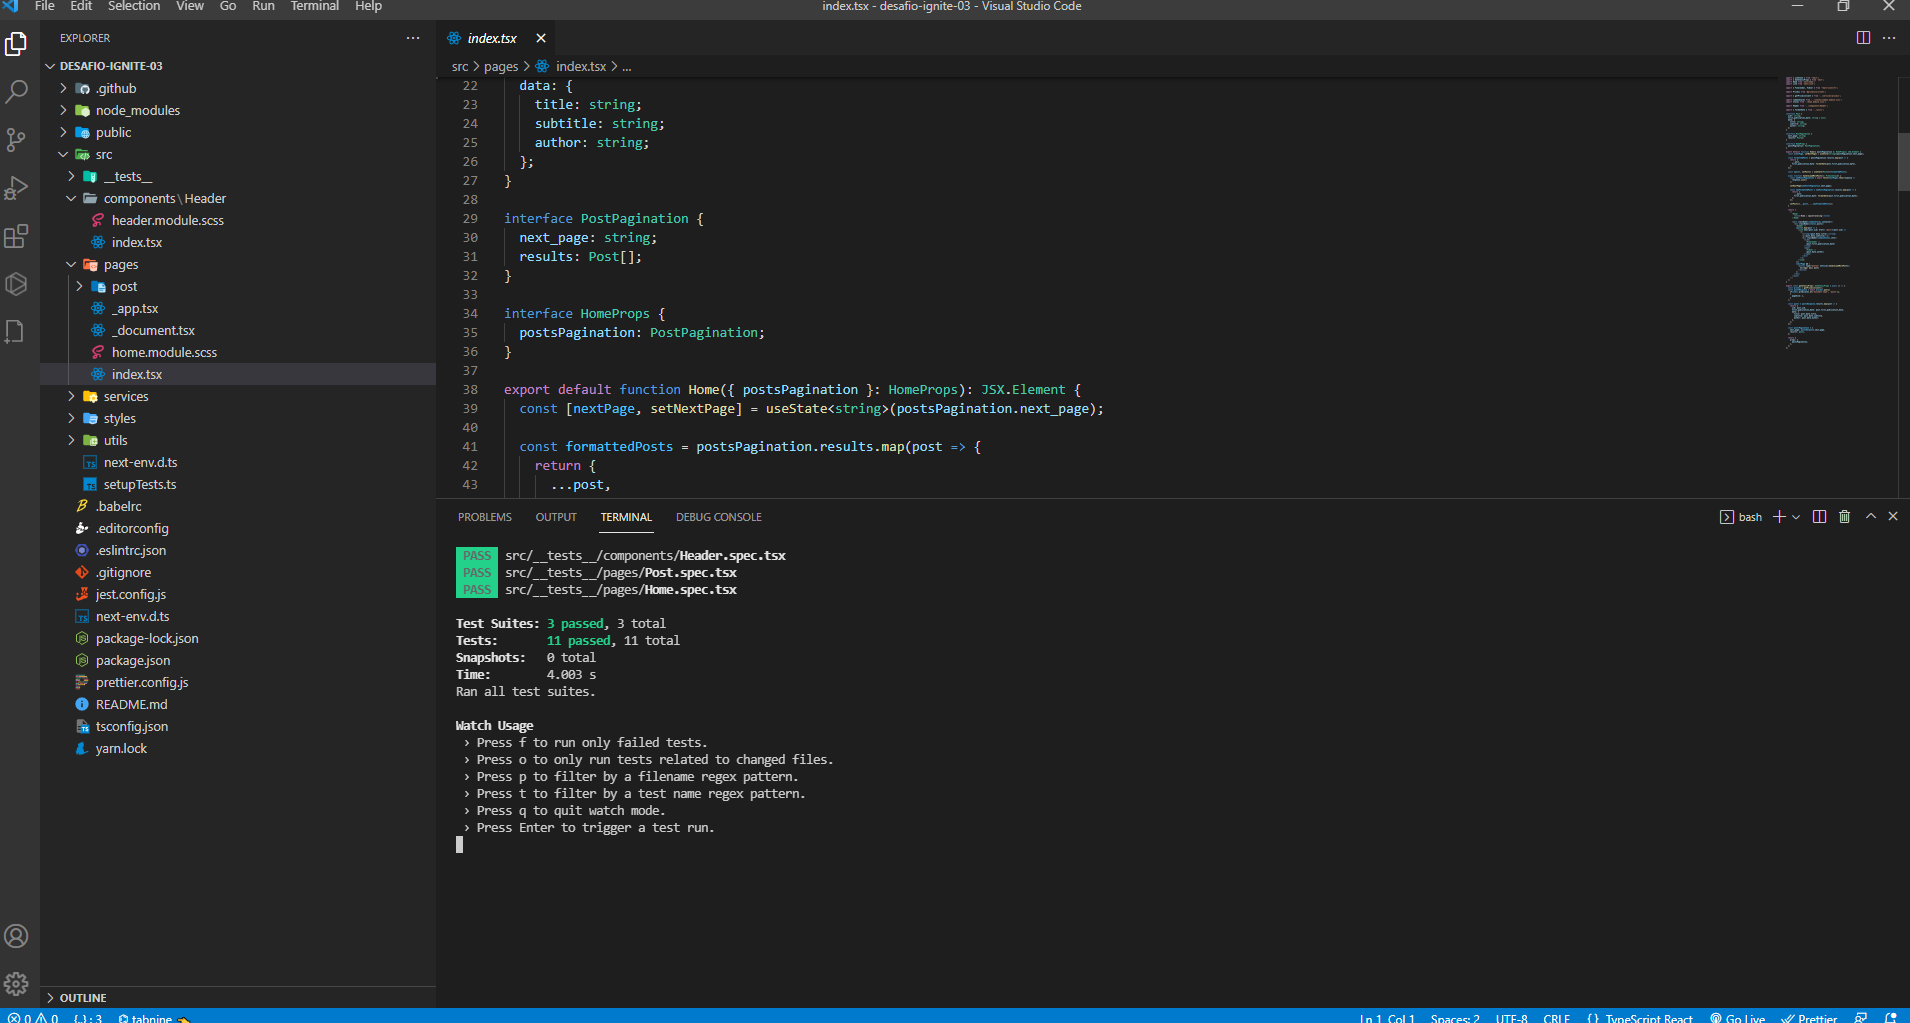 File Edit Selection View Go Run Terminal Help
index.tsx - desafio-ignite-03 - Visual Studio Code
EXPLORER
DESAFIO-IGNITE-03
.github
node_modules
public
src
__tests__
components\Header
header.module.scss
index.tsx
pages
post
_app.tsx
_document.tsx
home.module.scss
index.tsx
services
styles
utils
next-env.d.ts
setupTests.ts
.babelrc
.editorconfig
.eslintrc.json
.gitignore
jest.config.js
next-env.d.ts
package-lock.json
package.json
prettier.config.js
README.md
tsconfig.json
yarn.lock
OUTLINE
index.tsx
src > pages > index.tsx > ...
22 data: {
23 title: string;
24 subtitle: string;
25 author: string;
26 };
27 }
28
29 interface PostPagination {
30 next_page: string;
31 results: Post[];
32 }
33
34 interface HomeProps {
35 postsPagination: PostPagination;
36 }
37
38 export default function Home({ postsPagination }: HomeProps): JSX.Element {
39 const [nextPage, setNextPage] = useState<string>(postsPagination.next_page);
40
41 const formattedPosts = postsPagination.results.map(post => {
42 return {
43 ...post,
PROBLEMS OUTPUT TERMINAL DEBUG CONSOLE
bash
PASS src/__tests__/components/Header.spec.tsx
PASS src/__tests__/pages/Post.spec.tsx
PASS src/__tests__/pages/Home.spec.tsx
Test Suites: 3 passed, 3 total
Tests: 11 passed, 11 total
Snapshots: 0 total
Time: 4.003 s
Ran all test suites.
Watch Usage
› Press f to run only failed tests.
› Press o to only run tests related to changed files.
› Press p to filter by a filename regex pattern.
› Press t to filter by a test name regex pattern.
› Press q to quit watch mode.
› Press Enter to trigger a test run.
0 0 {..} : 3 tabnine
Ln 1, Col 1 Spaces: 2 UTF-8 CRLF {} TypeScript React Go Live Prettier